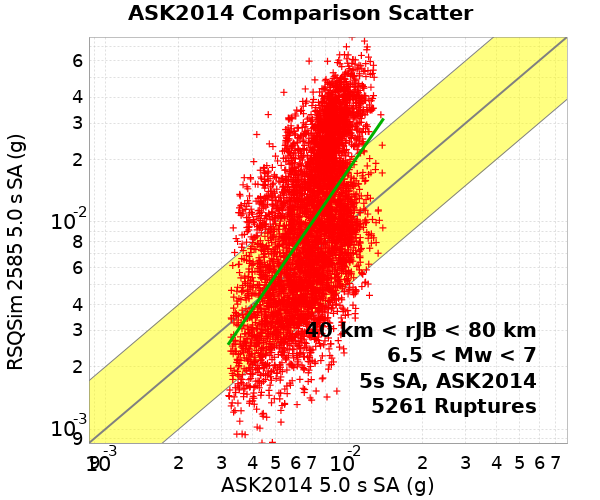 ASK2014 Comparison Scatter
RSQSim 2585 5.0 s SA (g)
6
4
3
2
10-2
8
6
4
3
2
10-3
9
40 km < rJB < 80 km
6.5 < Mw < 7
5s SA, ASK2014
5261 Ruptures
9 10-3 2 3 4 5 6 7 10-2 2 3 4 5 6 7
ASK2014 5.0 s SA (g)